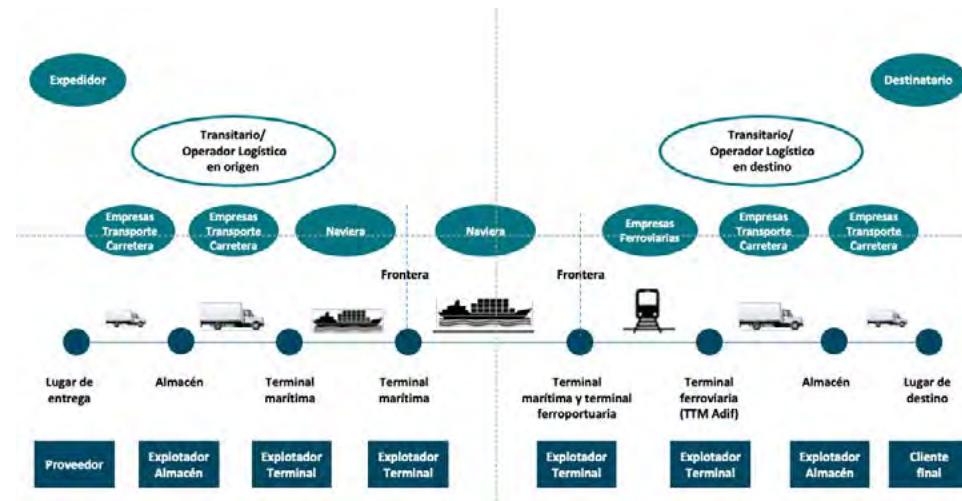 Expedidor
Destinatario
Transitario/
Operador Logístico
en origen
Transitario/
Operador Logístico
en destino
Empresas
Transporte
Carretera
Empresas
Transporte
Carretera
Naviera
Naviera
Empresas
Ferroviarias
Empresas
Transporte
Carretera
Empresas
Transporte
Carretera
Frontera
Frontera
Lugar de
entrega
Almacén
Terminal
marítima
Terminal
marítima
Terminal
marítima y terminal
ferroportuaria
Terminal
ferroviaria
(TTM Adif)
Almacén
Lugar de
destino
Proveedor
Explotador
Almacén
Explotador
Terminal
Explotador
Terminal
Explotador
Terminal
Explotador
Terminal
Explotador
Almacén
Cliente
final